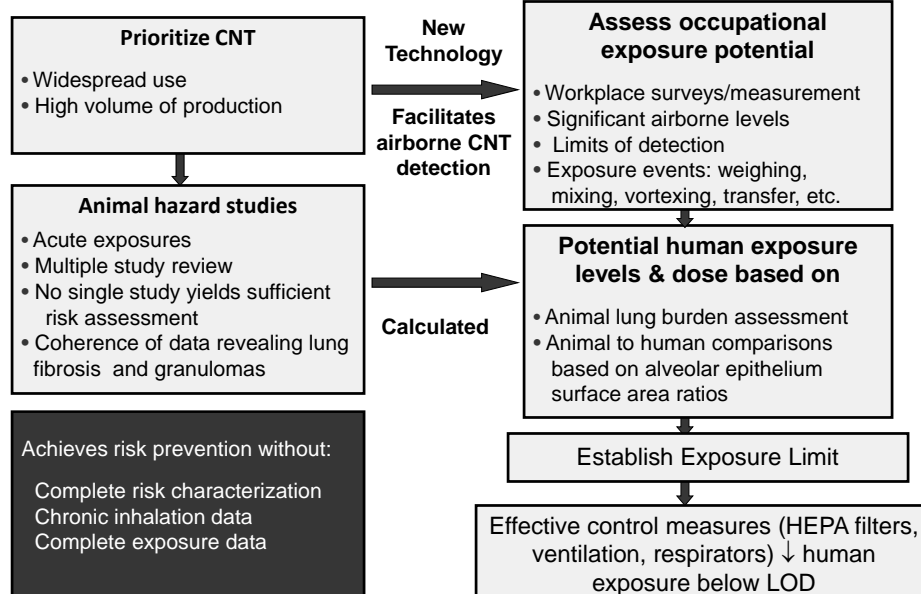 Prioritize CNT
• Widespread use
• High volume of production
New
Technology
Facilitates
airborne CNT
detection
Assess occupational
exposure potential
• Workplace surveys/measurement
• Significant airborne levels
• Limits of detection
• Exposure events: weighing,
mixing, vortexing, transfer, etc.
Animal hazard studies
• Acute exposures
• Multiple study review
• No single study yields sufficient
risk assessment
• Coherence of data revealing lung
fibrosis and granulomas
Calculated
Potential human exposure
levels & dose based on
• Animal lung burden assessment
• Animal to human comparisons
based on alveolar epithelium
surface area ratios
Achieves risk prevention without:
Complete risk characterization
Chronic inhalation data
Complete exposure data
Establish Exposure Limit
Effective control measures (HEPA filters,
ventilation, respirators) ↓ human
exposure below LOD